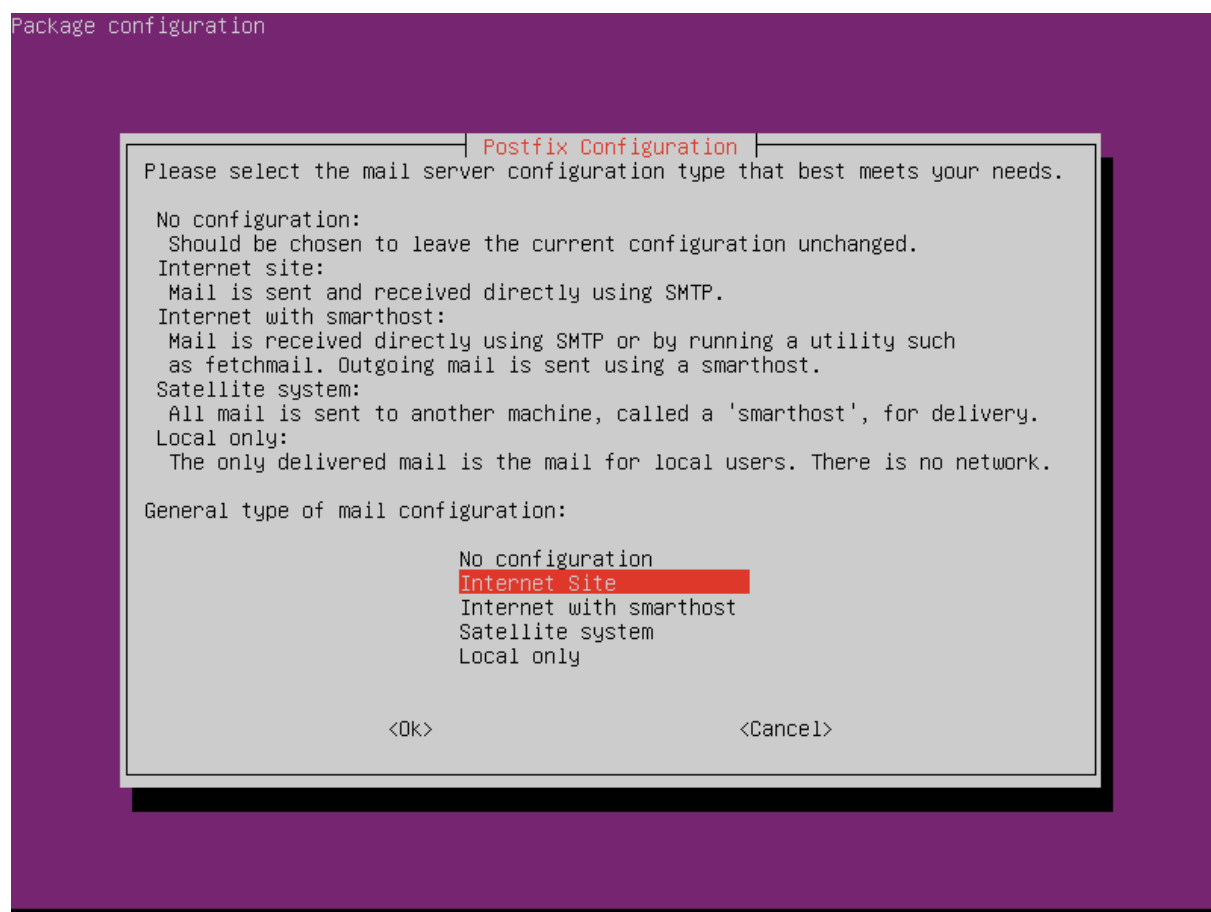 Package configuration
Postfix Configuration
Please select the mail server configuration type that best meets your needs.
No configuration:
Should be chosen to leave the current configuration unchanged.
Internet site:
Mail is sent and received directly using SMTP.
Internet with smarthost:
Mail is received directly using SMTP or by running a utility such
as fetchmail. Outgoing mail is sent using a smarthost.
Satellite system:
All mail is sent to another machine, called a 'smarthost', for delivery.
Local only:
The only delivered mail is the mail for local users. There is no network.
General type of mail configuration:
No configuration
Internet Site
Internet with smarthost
Satellite system
Local only
<Ok> <Cancel>